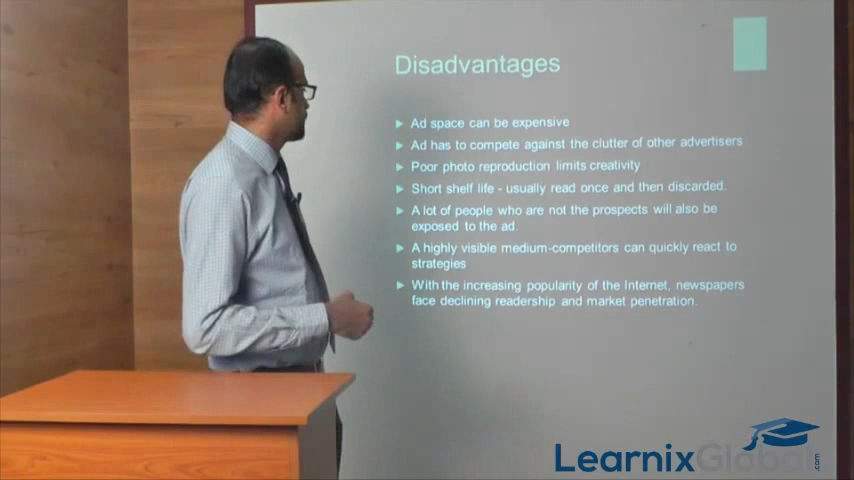 Disadvantages
Ad space can be expensive
Ad has to compete against the clutter of other advertisers
Poor photo reproduction limits creativity
Short shelf life - usually read once and then discarded.
A lot of people who are not the prospects will also be
exposed to the ad.
A highly visible medium-competitors can quickly react to
strategies
With the increasing popularity of the Internet, newspapers
face declining readership and market penetration.
LearnixGlobal.com